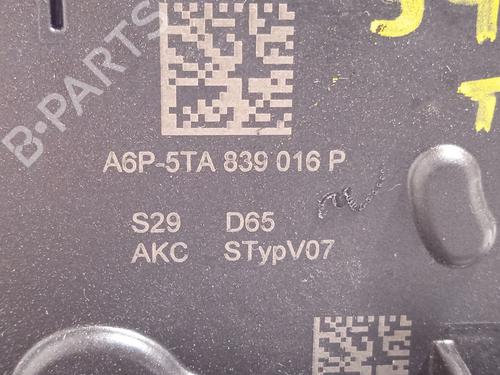 B-PARTS
A6P-5TA 839 016 P
S29 D65
AKC STypV07